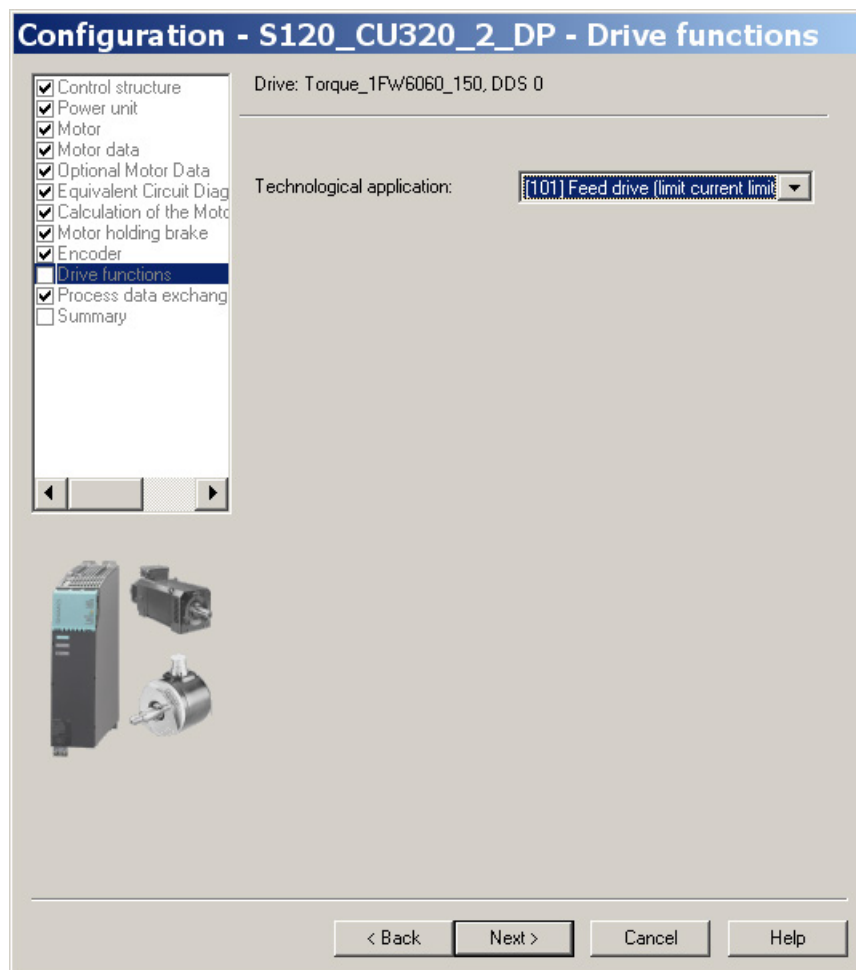 Configuration - S120_CU320_2_DP - Drive functions
Drive: Torque_1FW6060_150, DDS 0
Control structure
Power unit
Motor
Motor data
Optional Motor Data
Equivalent Circuit Diag
Calculation of the Moto
Motor holding brake
Encoder
Drive functions
Process data exchang
Summary
Technological application:
[101] Feed drive (limit current limit
< Back
Next >
Cancel
Help